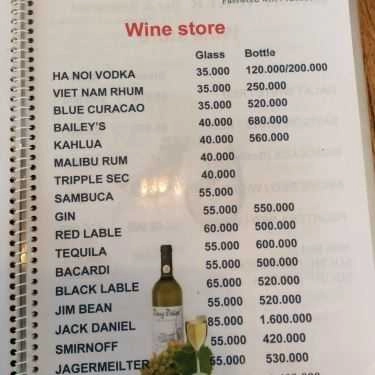 Wine store
Glass Bottle
HA NOI VODKA 35.000 120.000/200.000
VIET NAM RHUM 35.000 250.000
BLUE CURACAO 35.000 520.000
BAILEY'S 40.000 680.000
KAHLUA 40.000 560.000
MALIBU RUM 40.000
TRIPPLE SEC 40.000
SAMBUCA 55.000
GIN 55.000 550.000
RED LABLE 60.000 500.000
TEQUILA 55.000 600.000
BACARDI 55.000 500.000
BLACK LABLE 65.000 520.000
JIM BEAN 55.000 520.000
JACK DANIEL 85.000 1.600.000
SMIRNOFF 55.000 420.000
JAGERMEILTER 55.000 530.000